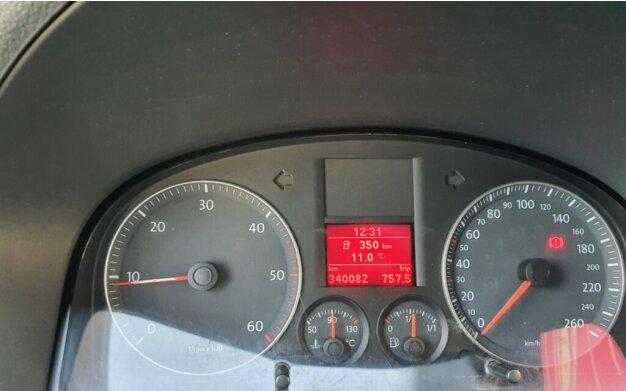 10 20 30 40 50 60
0
1/min x 100
12:31
350 km
11.0 °C
km trip
340082 757.5
50 90 130
°C
0 1/2 1/1
0 20 40 60 80 100 120 140 160 180 200 220 240 260
km/h